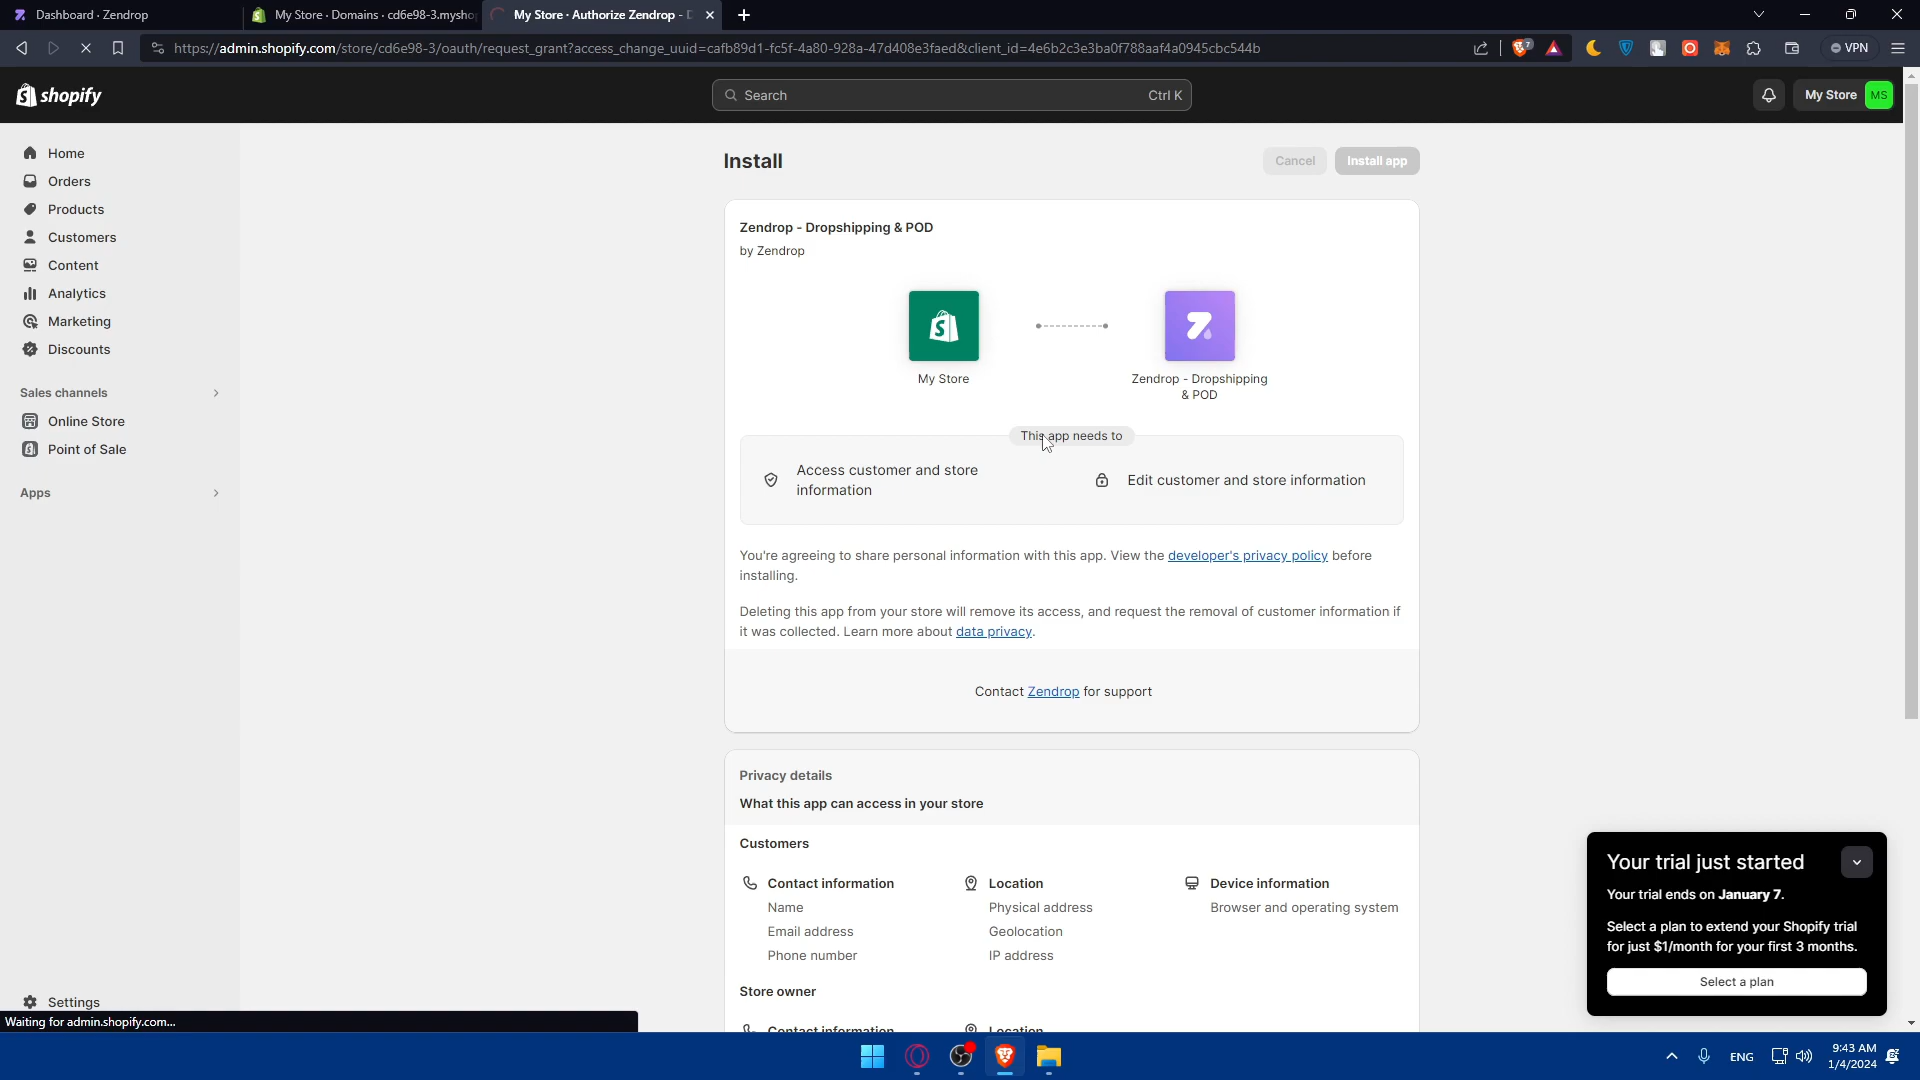 Dashboard · Zendrop
My Store · Domains · cd6e98-3.mysho
My Store · Authorize Zendrop - D
https://admin.shopify.com/store/cd6e98-3/oauth/request_grant?access_change_uuid=cafb89d1-fc5f-4a80-928a-47d408e3faed&client_id=4e6b2c3e3ba0f788aaf4a0945cbc544b
7
VPN
shopify
Search
Ctrl K
My Store
MS
Home
Orders
Products
Customers
Content
Analytics
Marketing
Discounts
Sales channels
Online Store
Point of Sale
Apps
Settings
Install
Cancel
Install app
Zendrop - Dropshipping & POD
by Zendrop
My Store
Zendrop - Dropshipping
& POD
This app needs to
Access customer and store
information
Edit customer and store information
You're agreeing to share personal information with this app. View the developer's privacy policy before
installing.
Deleting this app from your store will remove its access, and request the removal of customer information if
it was collected. Learn more about data privacy.
Contact Zendrop for support
Privacy details
What this app can access in your store
Customers
Contact information
Name
Email address
Phone number
Location
Physical address
Geolocation
IP address
Device information
Browser and operating system
Store owner
Contact information
Location
Your trial just started
Your trial ends on January 7.
Select a plan to extend your Shopify trial
for just $1/month for your first 3 months.
Select a plan
Waiting for admin.shopify.com...
ENG
9:43 AM
1/4/2024